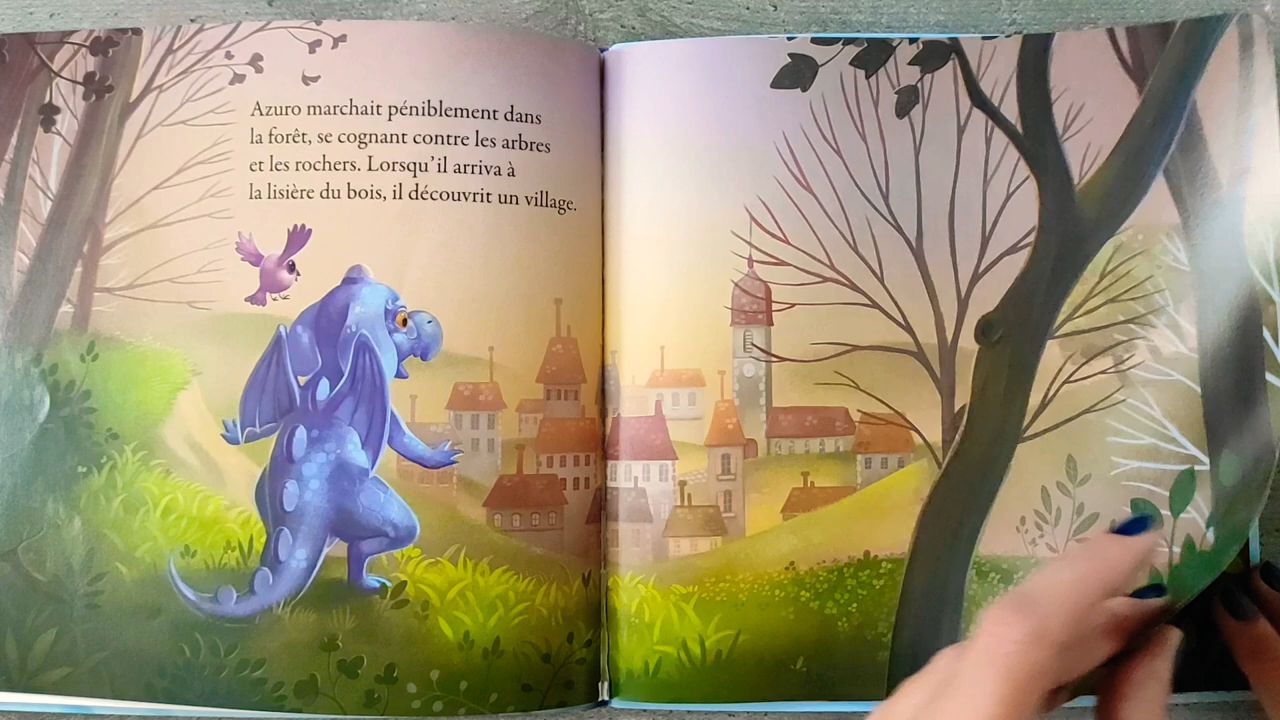 Azuro marchait péniblement dans
la forêt, se cognant contre les arbres
et les rochers. Lorsqu’il arriva à
la lisière du bois, il découvrit un village.